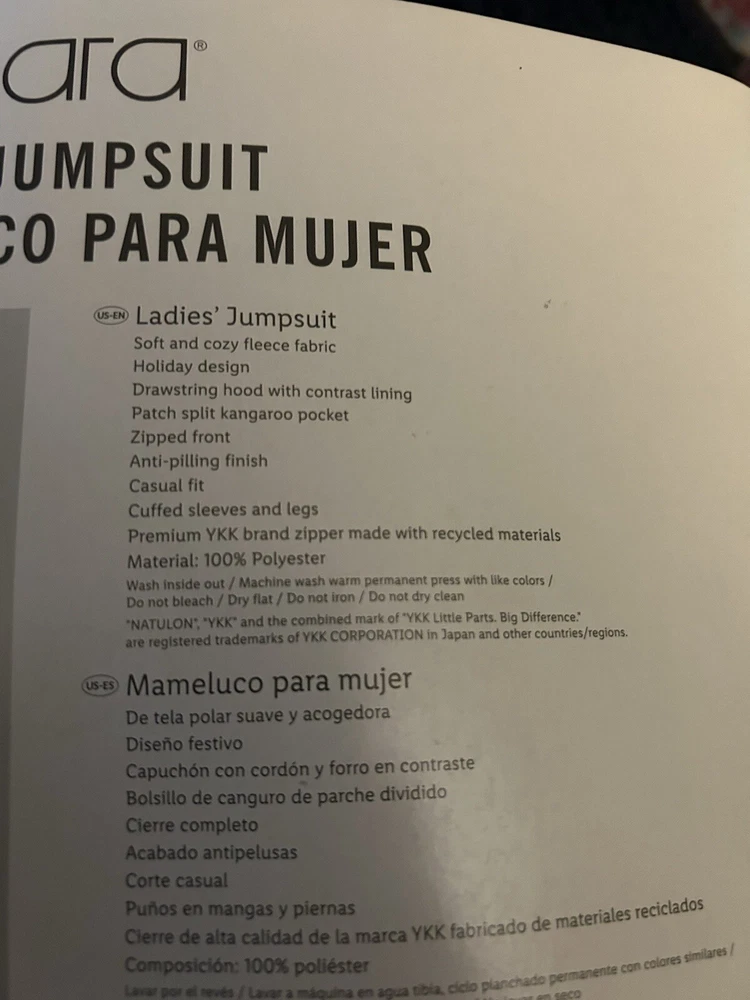 ara®
JUMPSUIT
CO PARA MUJER
US-EN Ladies' Jumpsuit
Soft and cozy fleece fabric
Holiday design
Drawstring hood with contrast lining
Patch split kangaroo pocket
Zipped front
Anti-pilling finish
Casual fit
Cuffed sleeves and legs
Premium YKK brand zipper made with recycled materials
Material: 100% Polyester
Wash inside out / Machine wash warm permanent press with like colors /
Do not bleach / Dry flat / Do not iron / Do not dry clean
"NATULON", "YKK" and the combined mark of "YKK Little Parts. Big Difference."
are registered trademarks of YKK CORPORATION in Japan and other countries/regions.
US-ES Mameluco para mujer
De tela polar suave y acogedora
Diseño festivo
Capuchón con cordón y forro en contraste
Bolsillo de canguro de parche dividido
Cierre completo
Acabado antipelusas
Corte casual
Puños en mangas y piernas
Cierre de alta calidad de la marca YKK fabricado de materiales reciclados
Composición: 100% poliéster
Lavar por el revés / Lavar a máquina en agua tibia, ciclo planchado permanente con colores similares /
en seco